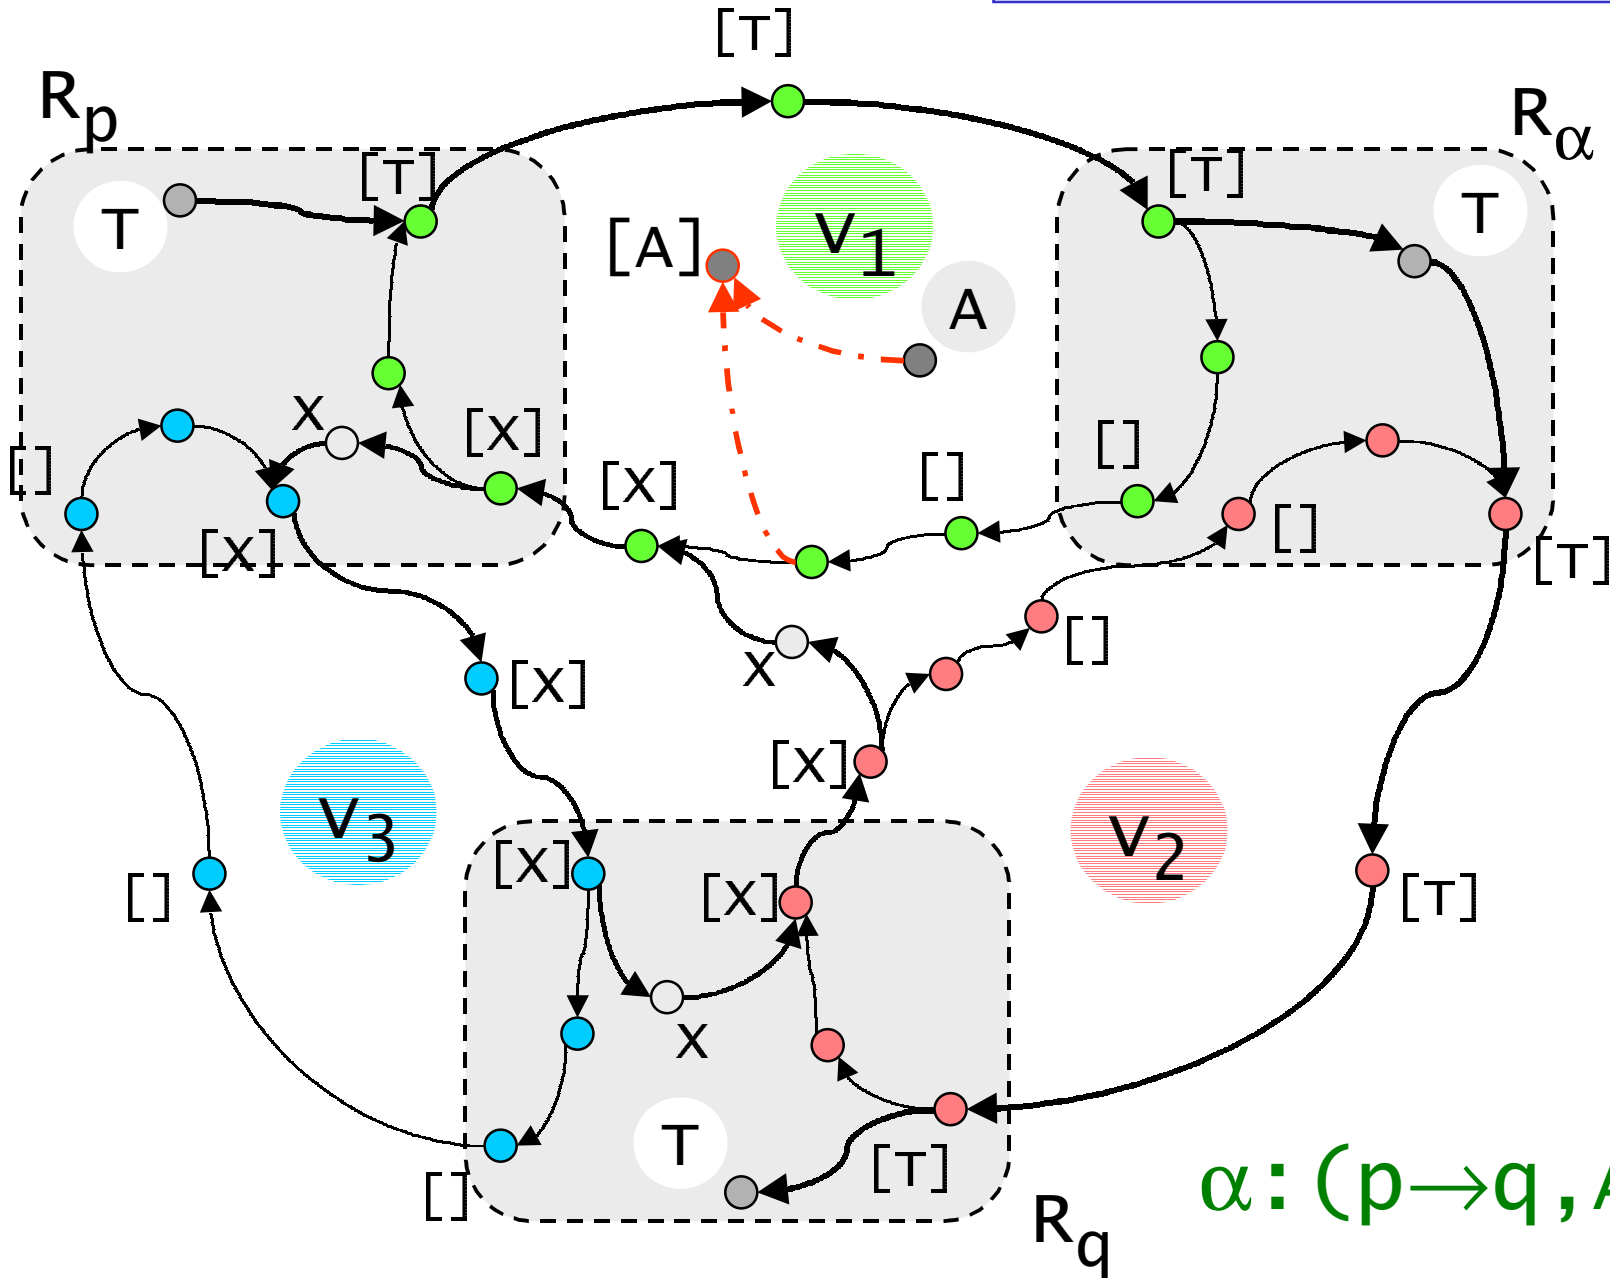 [T]
Rp
Rα
[T]
[T]
T
T
V1
[A]
A
X
[X]
[]
[]
[]
[X]
[]
[X]
[T]
[]
X
[X]
[X]
V3
V2
[X]
[X]
[]
[T]
X
T
[T]
[]
Rq
α:(p→q,A